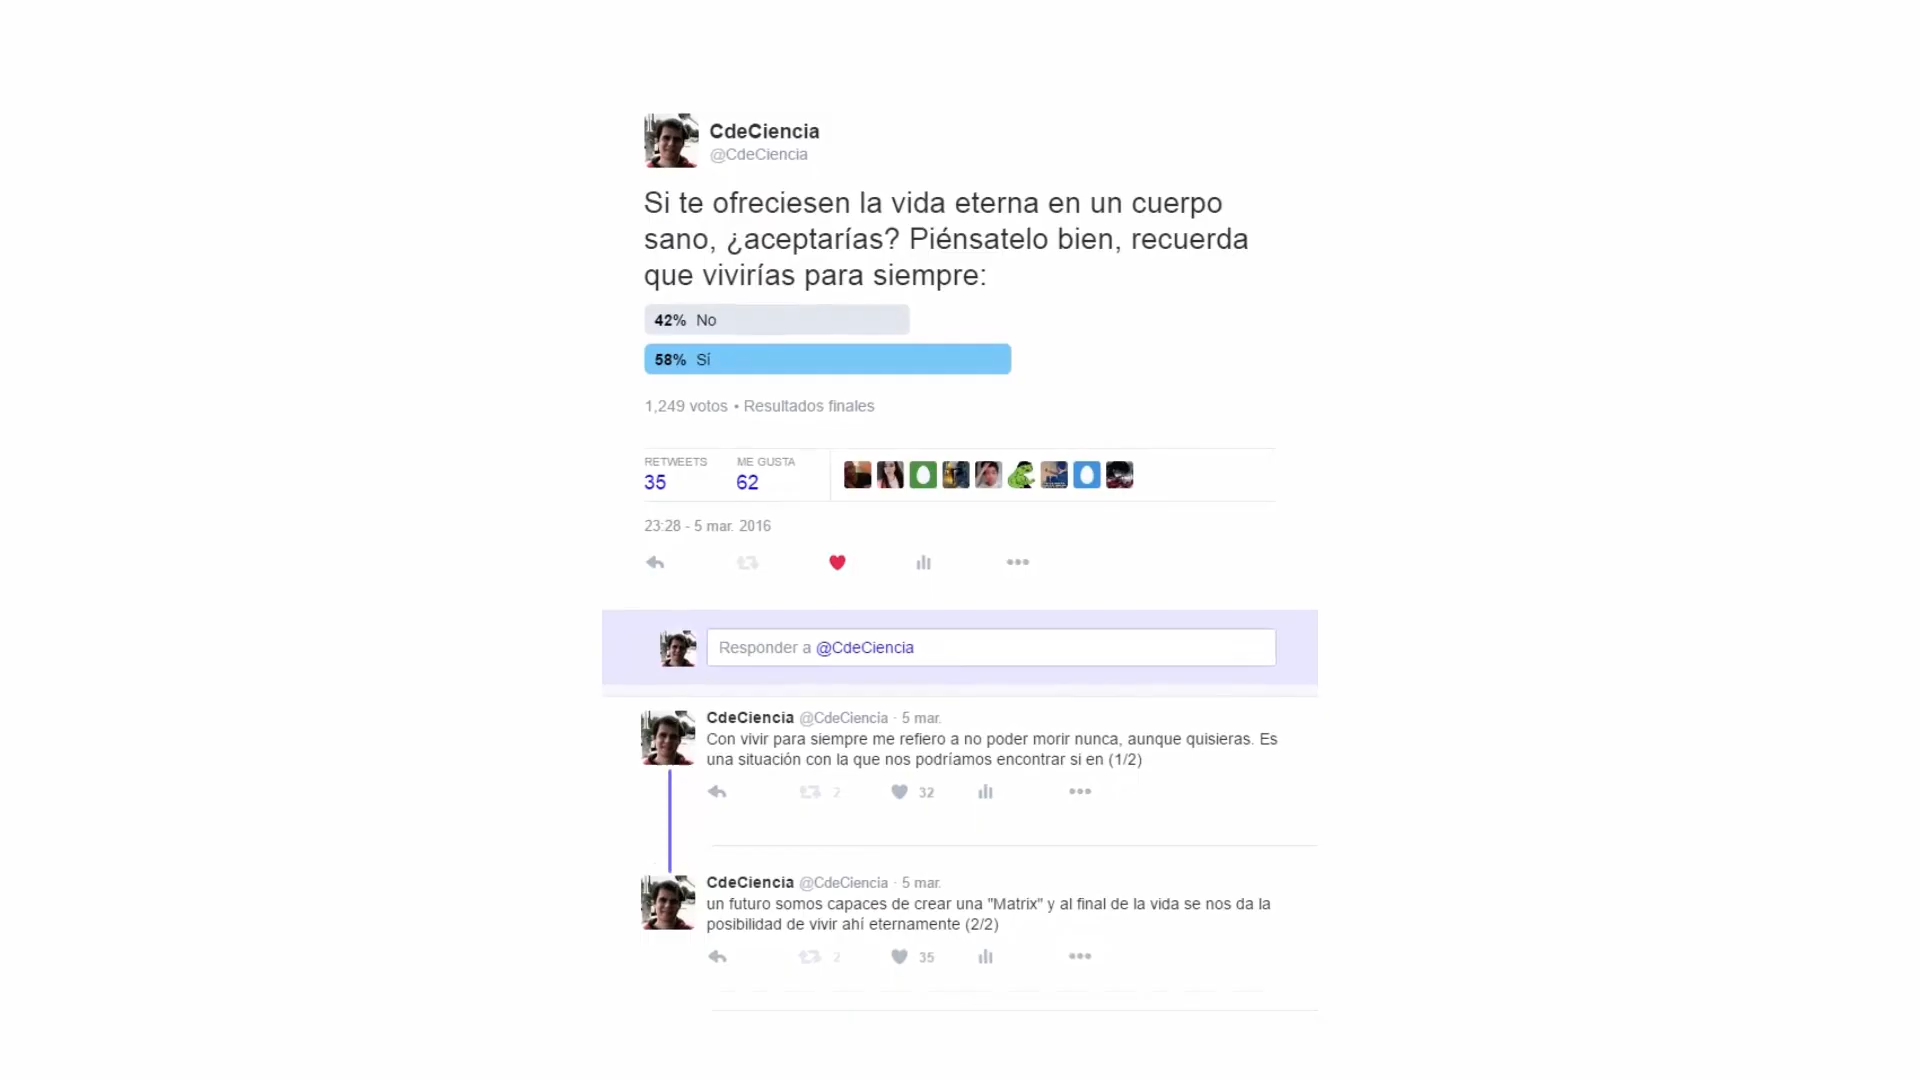 CdeCiencia
@CdeCiencia
Si te ofreciesen la vida eterna en un cuerpo
sano, ¿aceptarías? Piénsatelo bien, recuerda
que vivirías para siempre:
42% No
58% Sí
1,249 votos • Resultados finales
RETWEETS
35
ME GUSTA
62
23:28 - 5 mar. 2016
Responder a @CdeCiencia
CdeCiencia @CdeCiencia · 5 mar.
Con vivir para siempre me refiero a no poder morir nunca, aunque quisieras. Es
una situación con la que nos podríamos encontrar si en (1/2)
2 32
CdeCiencia @CdeCiencia · 5 mar.
un futuro somos capaces de crear una "Matrix" y al final de la vida se nos da la
posibilidad de vivir ahí eternamente (2/2)
2 35